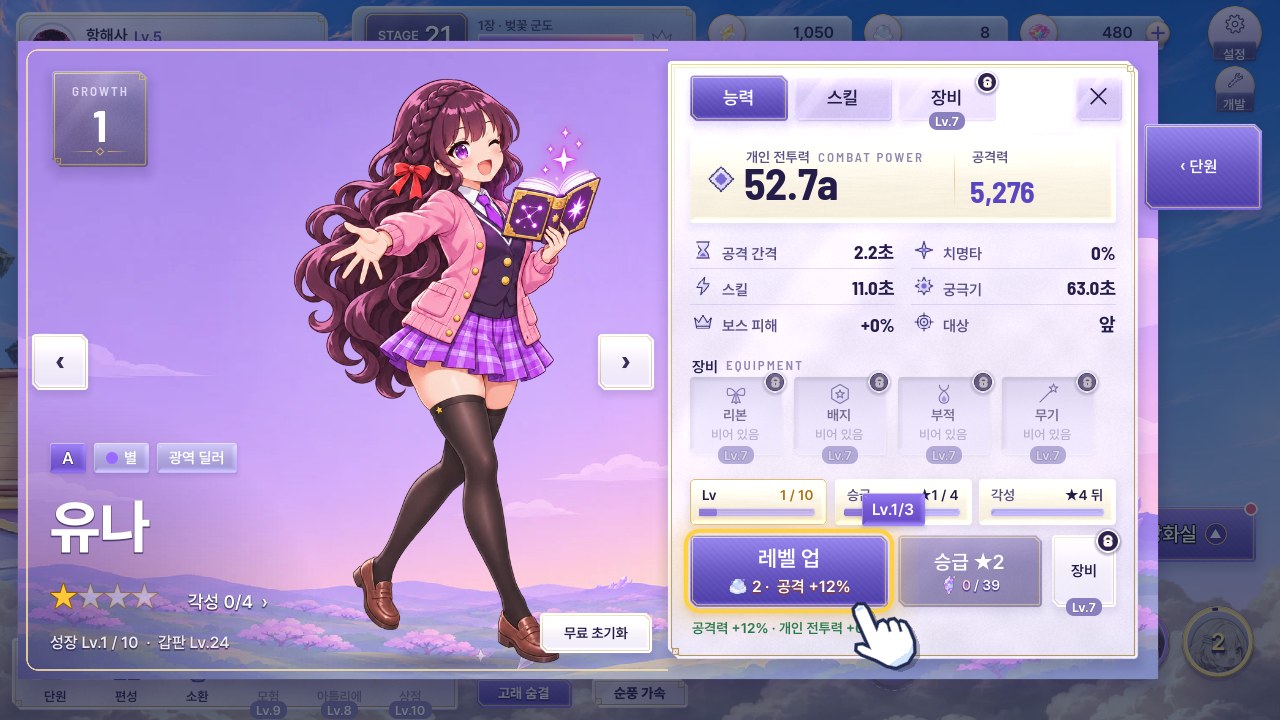 항해사 Lv.5
STAGE 21
1장 · 벚꽃 군도
1,050
8
480
설정
개발
GROWTH
1
능력
스킬
장비
Lv.7
‹ 단원
개인 전투력 COMBAT POWER
52.7a
공격력
5,276
공격 간격 2.2초
치명타 0%
스킬 11.0초
궁극기 63.0초
보스 피해 +0%
대상 앞
장비 EQUIPMENT
리본
비어 있음
Lv.7
배지
비어 있음
Lv.7
부적
비어 있음
Lv.7
무기
비어 있음
Lv.7
A
별
광역 딜러
유나
각성 0/4 ›
성장 Lv.1 / 10 · 갑판 Lv.24
무료 초기화
Lv 1 / 10
★1 / 4
각성 ★4 뒤
Lv.1/3
레벨 업
2 · 공격 +12%
승급 ★2
0 / 39
장비
Lv.7
공격력 +12% · 개인 전투력
2
단원
편성
소환
모험
Lv.9
아틀리에
Lv.8
상점
Lv.10
고래 숨결
순풍 가속